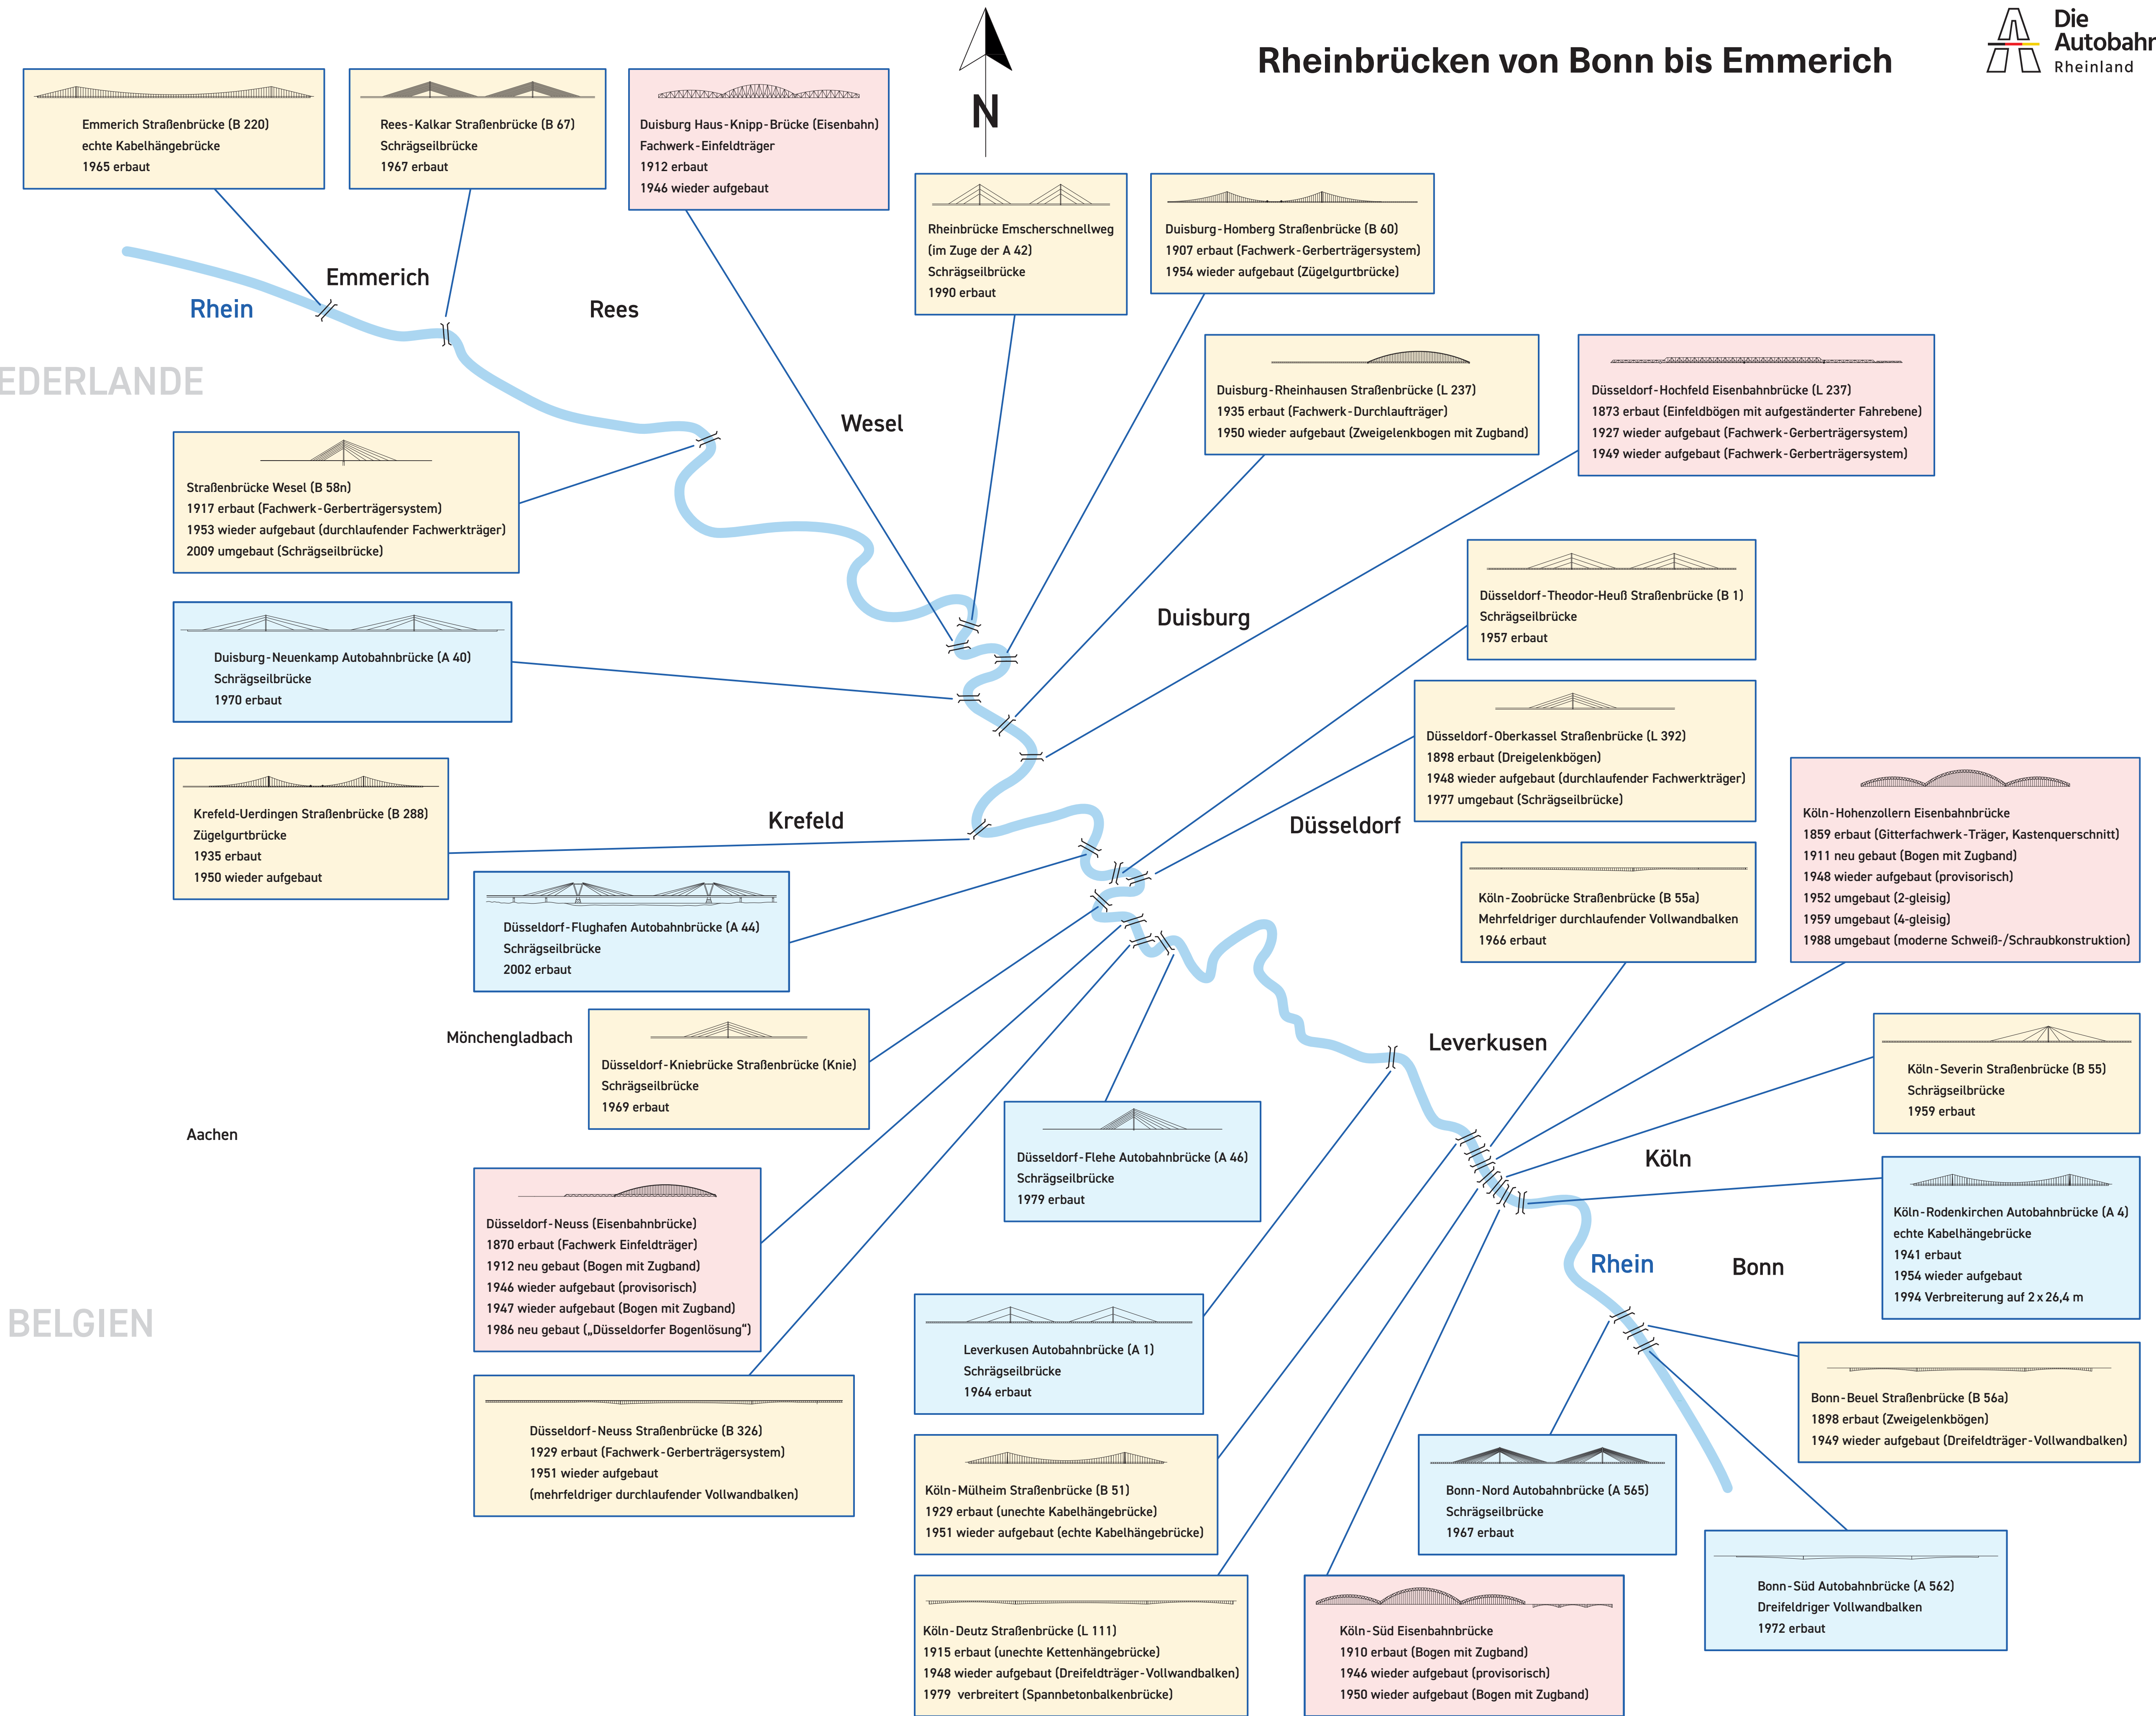 Rheinbrücken von Bonn bis Emmerich
Die
Autobahn
Rheinland
N
Emmerich Straßenbrücke (B 220)
echte Kabelhängebrücke
1965 erbaut
Rees-Kalkar Straßenbrücke (B 67)
Schrägseilbrücke
1967 erbaut
Duisburg Haus-Knipp-Brücke (Eisenbahn)
Fachwerk-Einfeldträger
1912 erbaut
1946 wieder aufgebaut
Rheinbrücke Emscherschnellweg
(im Zuge der A 42)
Schrägseilbrücke
1990 erbaut
Duisburg-Homberg Straßenbrücke (B 60)
1907 erbaut (Fachwerk-Gerberträgersystem)
1954 wieder aufgebaut (Zügelgurtbrücke)
Emmerich
Rhein
Rees
EDERLANDE
Duisburg-Rheinhausen Straßenbrücke (L 237)
1935 erbaut (Fachwerk-Durchlaufträger)
1950 wieder aufgebaut (Zweigelenkbogen mit Zugband)
Düsseldorf-Hochfeld Eisenbahnbrücke (L 237)
1873 erbaut (Einfeldbögen mit aufgeständerter Fahrebene)
1927 wieder aufgebaut (Fachwerk-Gerberträgersystem)
1949 wieder aufgebaut (Fachwerk-Gerberträgersystem)
Wesel
Straßenbrücke Wesel (B 58n)
1917 erbaut (Fachwerk-Gerberträgersystem)
1953 wieder aufgebaut (durchlaufender Fachwerkträger)
2009 umgebaut (Schrägseilbrücke)
Düsseldorf-Theodor-Heuß Straßenbrücke (B 1)
Schrägseilbrücke
1957 erbaut
Duisburg
Duisburg-Neuenkamp Autobahnbrücke (A 40)
Schrägseilbrücke
1970 erbaut
Düsseldorf-Oberkassel Straßenbrücke (L 392)
1898 erbaut (Dreigelenkbögen)
1948 wieder aufgebaut (durchlaufender Fachwerkträger)
1977 umgebaut (Schrägseilbrücke)
Krefeld-Uerdingen Straßenbrücke (B 288)
Zügelgurtbrücke
1935 erbaut
1950 wieder aufgebaut
Krefeld
Düsseldorf
Köln-Hohenzollern Eisenbahnbrücke
1859 erbaut (Gitterfachwerk-Träger, Kastenquerschnitt)
1911 neu gebaut (Bogen mit Zugband)
1948 wieder aufgebaut (provisorisch)
1952 umgebaut (2-gleisig)
1959 umgebaut (4-gleisig)
1988 umgebaut (moderne Schweiß-/Schraubkonstruktion)
Köln-Zoobrücke Straßenbrücke (B 55a)
Mehrfeldriger durchlaufender Vollwandbalken
1966 erbaut
Düsseldorf-Flughafen Autobahnbrücke (A 44)
Schrägseilbrücke
2002 erbaut
Mönchengladbach
Düsseldorf-Kniebrücke Straßenbrücke (Knie)
Schrägseilbrücke
1969 erbaut
Leverkusen
Köln-Severin Straßenbrücke (B 55)
Schrägseilbrücke
1959 erbaut
Aachen
Düsseldorf-Flehe Autobahnbrücke (A 46)
Schrägseilbrücke
1979 erbaut
Köln
Köln-Rodenkirchen Autobahnbrücke (A 4)
echte Kabelhängebrücke
1941 erbaut
1954 wieder aufgebaut
1994 Verbreiterung auf 2 x 26,4 m
Düsseldorf-Neuss (Eisenbahnbrücke)
1870 erbaut (Fachwerk Einfeldträger)
1912 neu gebaut (Bogen mit Zugband)
1946 wieder aufgebaut (provisorisch)
1947 wieder aufgebaut (Bogen mit Zugband)
1986 neu gebaut („Düsseldorfer Bogenlösung“)
Rhein
Bonn
BELGIEN
Leverkusen Autobahnbrücke (A 1)
Schrägseilbrücke
1964 erbaut
Bonn-Beuel Straßenbrücke (B 56a)
1898 erbaut (Zweigelenkbögen)
1949 wieder aufgebaut (Dreifeldträger-Vollwandbalken)
Düsseldorf-Neuss Straßenbrücke (B 326)
1929 erbaut (Fachwerk-Gerberträgersystem)
1951 wieder aufgebaut
(mehrfeldriger durchlaufender Vollwandbalken)
Köln-Mülheim Straßenbrücke (B 51)
1929 erbaut (unechte Kabelhängebrücke)
1951 wieder aufgebaut (echte Kabelhängebrücke)
Bonn-Nord Autobahnbrücke (A 565)
Schrägseilbrücke
1967 erbaut
Bonn-Süd Autobahnbrücke (A 562)
Dreifeldriger Vollwandbalken
1972 erbaut
Köln-Deutz Straßenbrücke (L 111)
1915 erbaut (unechte Kettenhängebrücke)
1948 wieder aufgebaut (Dreifeldträger-Vollwandbalken)
1979 verbreitert (Spannbetonbalkenbrücke)
Köln-Süd Eisenbahnbrücke
1910 erbaut (Bogen mit Zugband)
1946 wieder aufgebaut (provisorisch)
1950 wieder aufgebaut (Bogen mit Zugband)